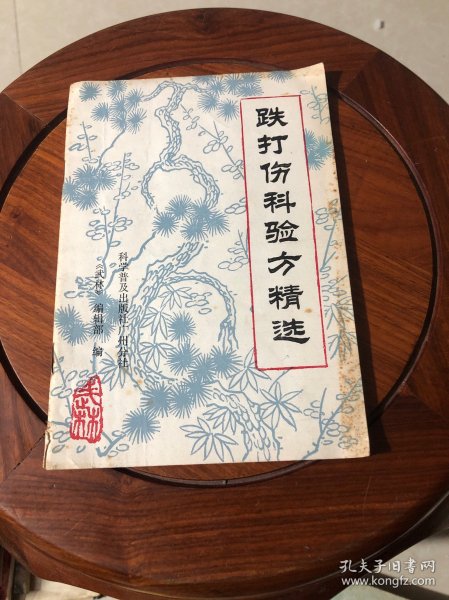 跌打伤科验方精选
科学普及出版社广州分社
《武林》编辑部 编
武林
孔夫子旧书网
www.kongfz.com